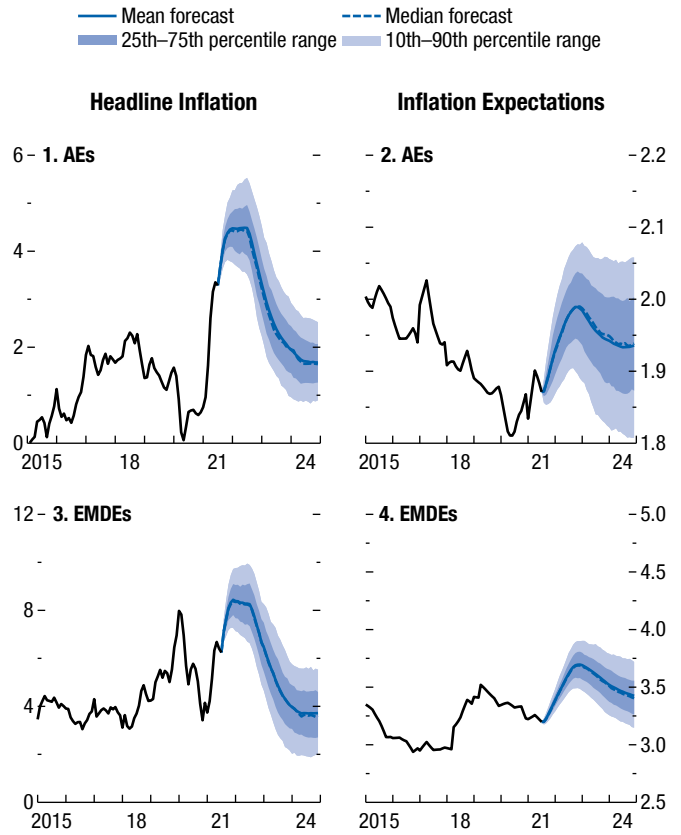 Mean forecast Median forecast
25th–75th percentile range 10th–90th percentile range
Headline Inflation Inflation Expectations
6 1. AEs 2. AEs 2.2
2.1
4
2.0
2
1.9
0 1.8
2015 18 21 24 2015 18 21 24
12 3. EMDEs 4. EMDEs 5.0
4.5
8
4.0
3.5
4
3.0
0 2.5
2015 18 21 24 2015 18 21 24